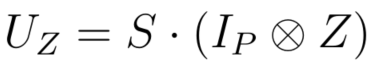 U_Z = S · (I_P ⊗ Z)